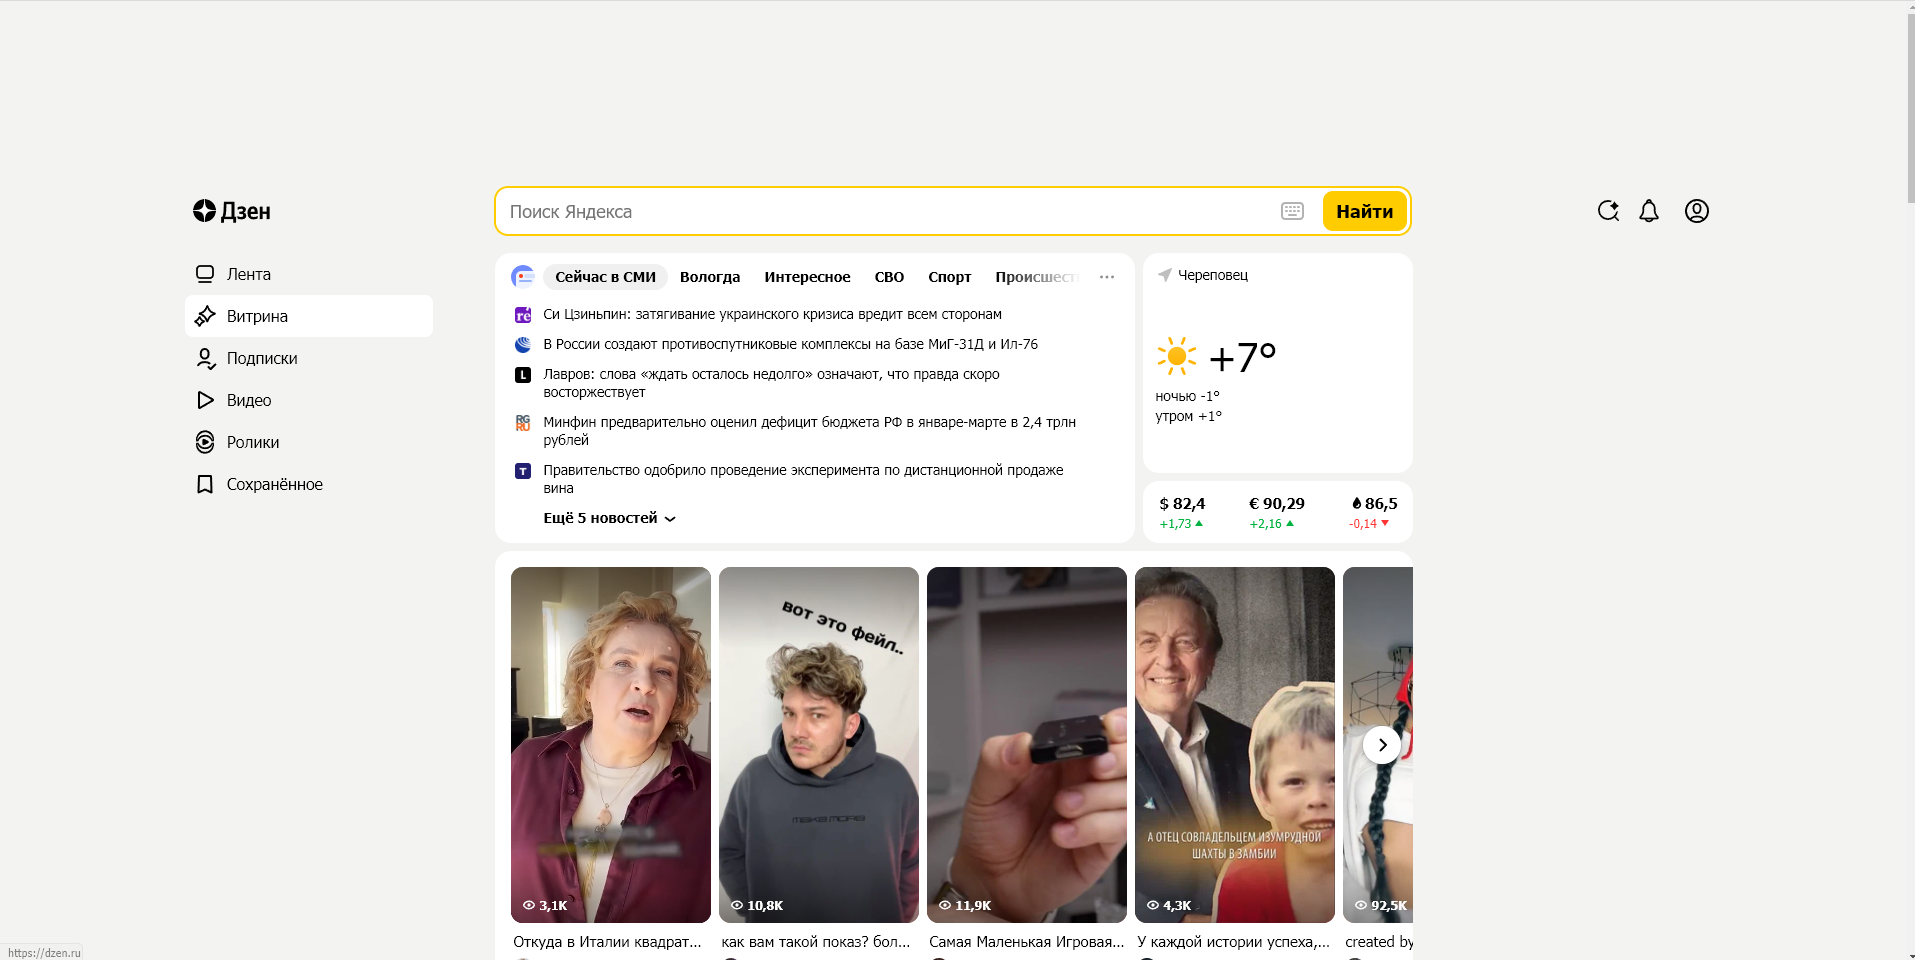 Дзен
Поиск Яндекса
Найти
Лента
Витрина
Подписки
Видео
Ролики
Сохранённое
Сейчас в СМИ Вологда Интересное СВО Спорт
Си Цзиньпин: затягивание украинского кризиса вредит всем сторонам
В России создают противоспутниковые комплексы на базе МиГ-31Д и Ил-76
Лавров: слова «ждать осталось недолго» означают, что правда скоро
восторжествует
RG
RU
Минфин предварительно оценил дефицит бюджета РФ в январе-марте в 2,4 трлн
рублей
Правительство одобрило проведение эксперимента по дистанционной продаже
вина
Ещё 5 новостей
Череповец
+7°
ночью -1°
утром +1°
$ 82,4 € 90,29 86,5
+1,73 +2,16 -0,14
вот это фейл..
MAKE MORE
А ОТЕЦ СОВЛАДЕЛЬЦЕМ ИЗУМРУДНОЙ
ШАХТЫ В ЗАМБИИ
3,1K 10,8K 11,9K 4,3K 92,5K
Откуда в Италии квадрат...
как вам такой показ? бол...
Самая Маленькая Игровая...
У каждой истории успеха,...
created by
https://dzen.ru